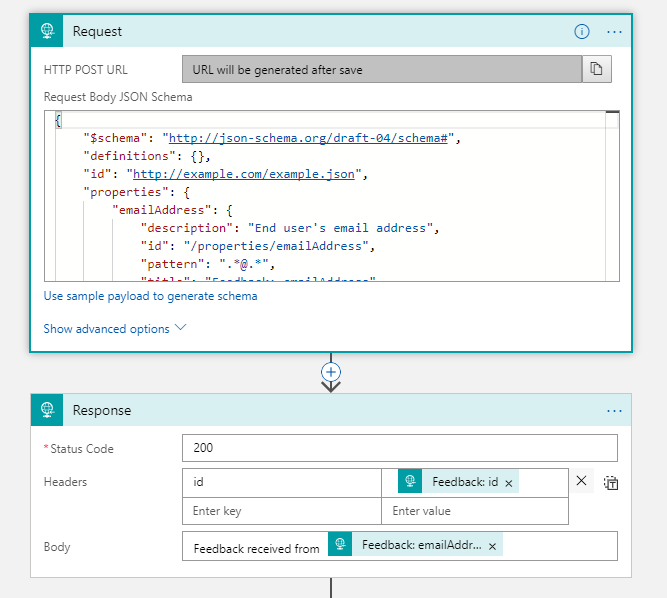 Request
HTTP POST URL
URL will be generated after save
Request Body JSON Schema
{
"$schema": "http://json-schema.org/draft-04/schema#",
"definitions": {},
"id": "http://example.com/example.json",
"properties": {
"emailAddress": {
"description": "End user's email address",
"id": "/properties/emailAddress",
"pattern": ".*@.*",
"title": "Feedback: emailAddress"
Use sample payload to generate schema
Show advanced options
Response
*Status Code
200
Headers
id
Feedback: id ×
Enter key
Enter value
Body
Feedback received from Feedback: emailAddr... ×